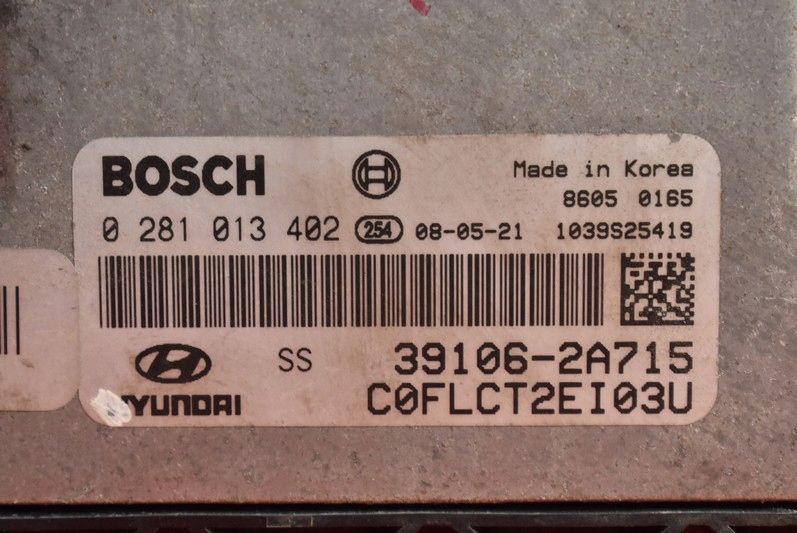 BOSCH
Made in Korea
8605 0165
0 281 013 402 254 08-05-21 1039S25419
SS 39106-2A715
HYUNDAI C0FLCT2EI03U